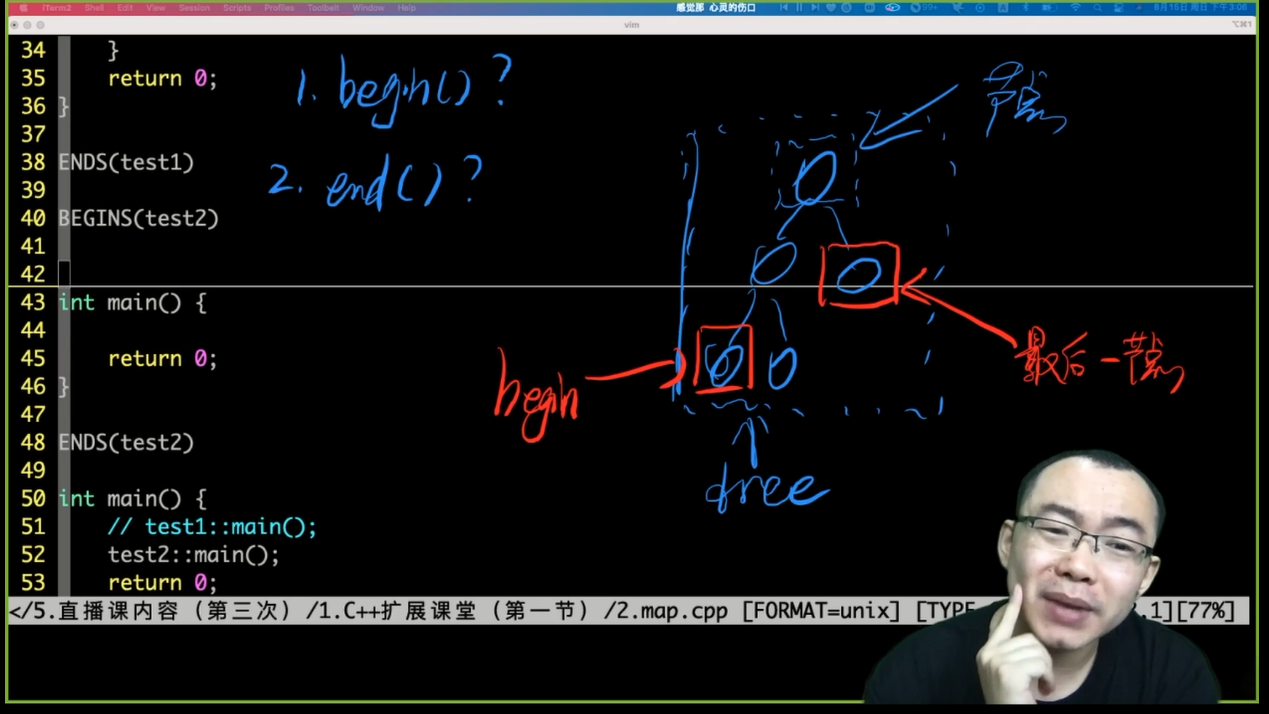 iTerm2 Shell Edit View Session Scripts Profiles Toolbelt Window Help 感觉那 心灵的伤口 99+ 8月15日 周日 下午3:06
vim ⌥⌘1
34 }
35 return 0;
36 }
37
38 ENDS(test1)
39
40 BEGINS(test2)
41
42
43 int main() {
44
45 return 0;
46 }
47
48 ENDS(test2)
49
50 int main() {
51 // test1::main();
52 test2::main();
53 return 0;
</5.直播课内容（第三次）/1.C++扩展课堂（第一节）/2.map.cpp [FORMAT=unix] [TYPE .1][77%]
1. begin()?
2. end()?
节点
begin
最后一节点
tree